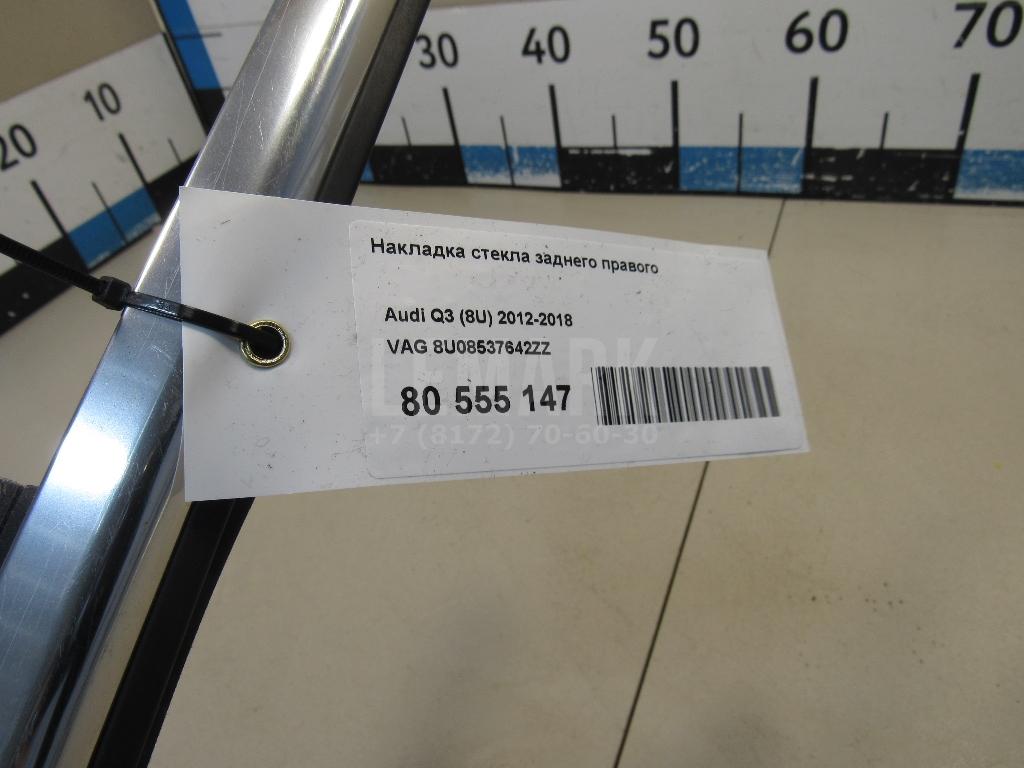 20 10 30 40 50 60 70
Накладка стекла заднего правого
Audi Q3 (8U) 2012-2018
VAG 8U08537642ZZ
LEMARK
80 555 147
+7 (8172) 70-60-30